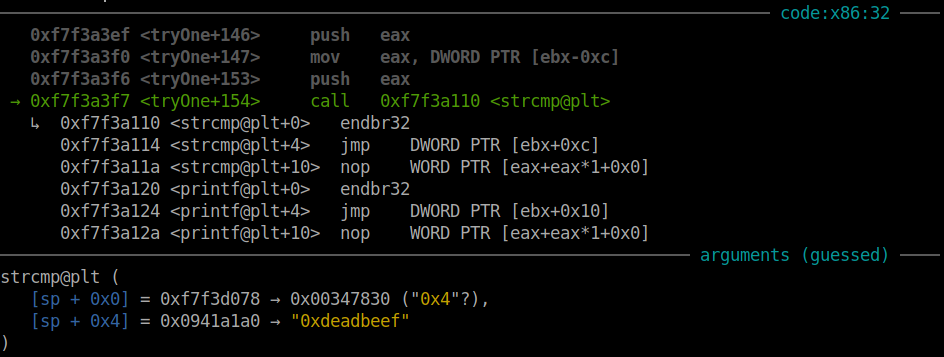 code:x86:32
0xf7f3a3ef <tryOne+146> push eax
0xf7f3a3f0 <tryOne+147> mov eax, DWORD PTR [ebx-0xc]
0xf7f3a3f6 <tryOne+153> push eax
→ 0xf7f3a3f7 <tryOne+154> call 0xf7f3a110 <strcmp@plt>
↳ 0xf7f3a110 <strcmp@plt+0> endbr32
0xf7f3a114 <strcmp@plt+4> jmp DWORD PTR [ebx+0xc]
0xf7f3a11a <strcmp@plt+10> nop WORD PTR [eax+eax*1+0x0]
0xf7f3a120 <printf@plt+0> endbr32
0xf7f3a124 <printf@plt+4> jmp DWORD PTR [ebx+0x10]
0xf7f3a12a <printf@plt+10> nop WORD PTR [eax+eax*1+0x0]
arguments (guessed)
strcmp@plt (
[sp + 0x0] = 0xf7f3d078 → 0x00347830 ("0x4"?),
[sp + 0x4] = 0x0941a1a0 → "0xdeadbeef"
)